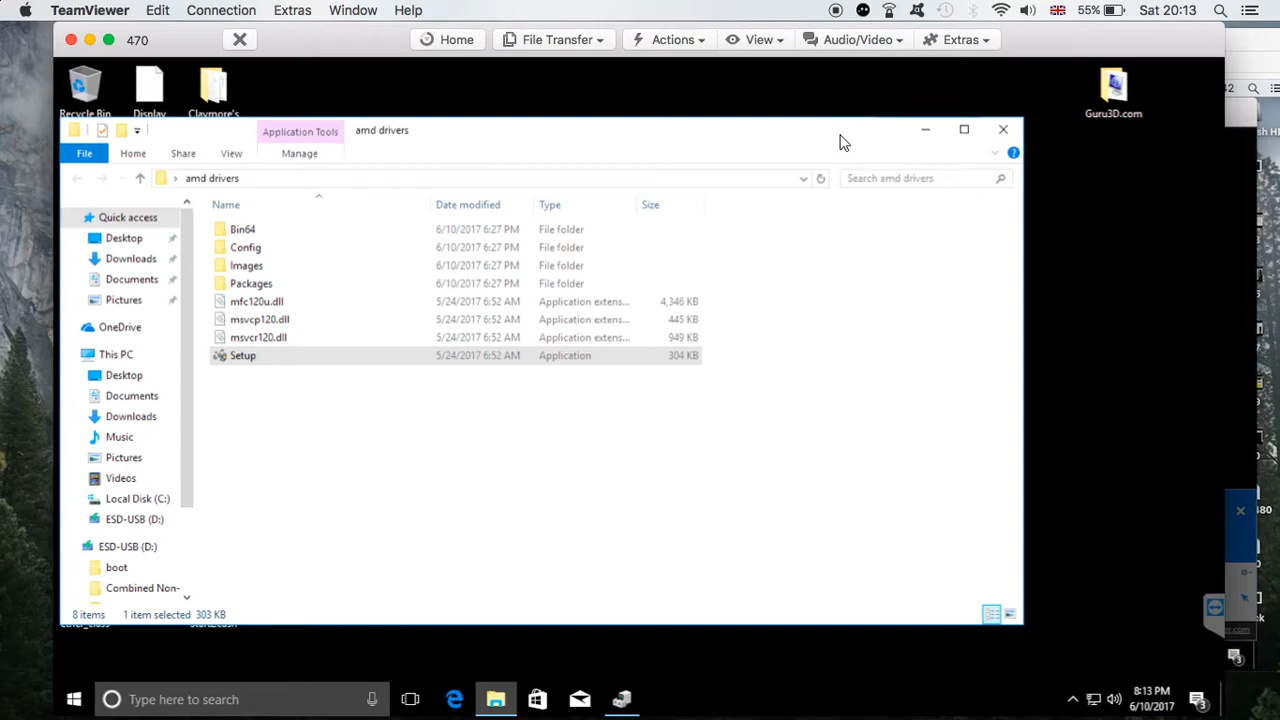 TeamViewer Edit Connection Extras Window Help 55% Sat 20:13
470 Home File Transfer Actions View Audio/Video Extras
Recycle Bin Display Claymore's Guru3D.com
Application Tools amd drivers
File Home Share View Manage
amd drivers Search amd drivers
Name Date modified Type Size
Quick access
Desktop
Downloads
Documents
Pictures
OneDrive
This PC
Desktop
Documents
Downloads
Music
Pictures
Videos
Local Disk (C:)
ESD-USB (D:)
ESD-USB (D:)
boot
Combined Non-
Bin64 6/10/2017 6:27 PM File folder
Config 6/10/2017 6:27 PM File folder
Images 6/10/2017 6:27 PM File folder
Packages 6/10/2017 6:27 PM File folder
mfc120u.dll 5/24/2017 6:52 AM Application extens... 4,346 KB
msvcp120.dll 5/24/2017 6:52 AM Application extens... 445 KB
msvcr120.dll 5/24/2017 6:52 AM Application extens... 949 KB
Setup 5/24/2017 6:52 AM Application 304 KB
8 items 1 item selected 303 KB
Type here to search
8:13 PM
6/10/2017
3